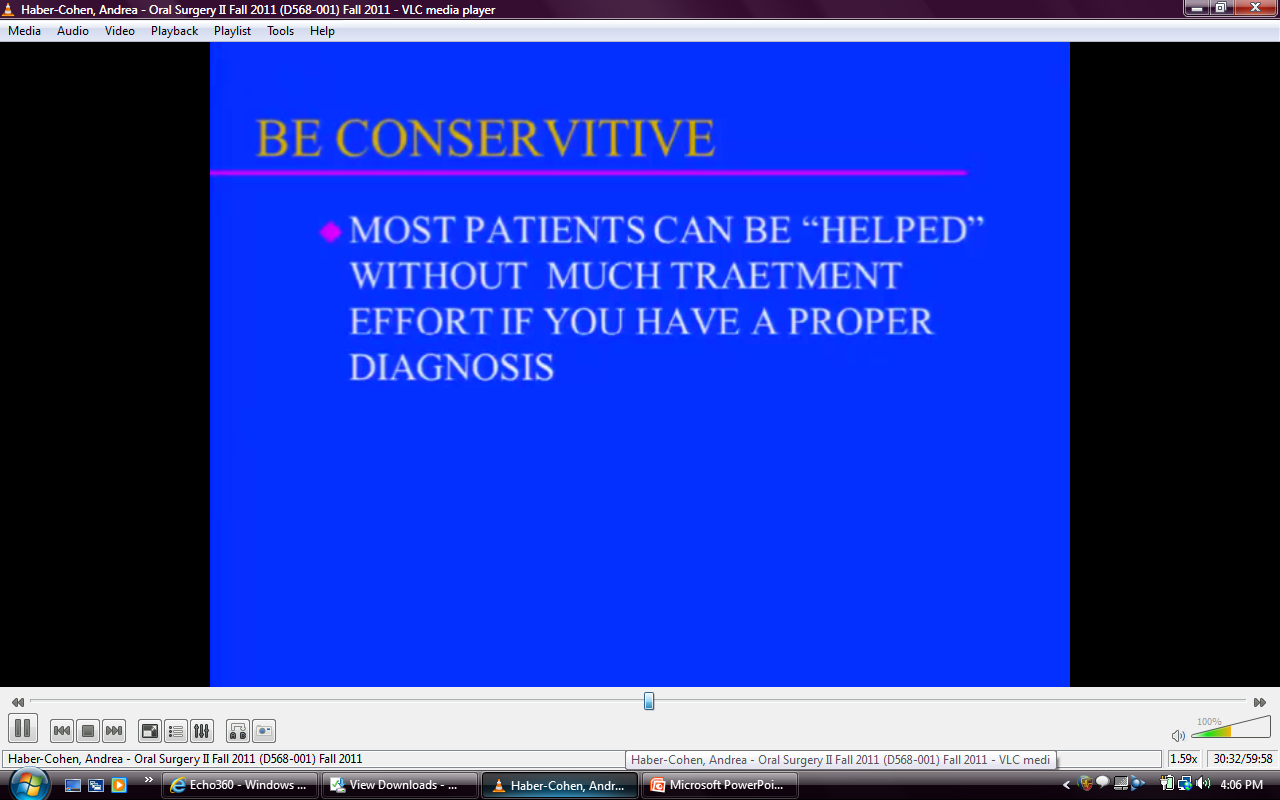 Haber-Cohen, Andrea - Oral Surgery II Fall 2011 (D568-001) Fall 2011 - VLC media player
Media Audio Video Playback Playlist Tools Help
BE CONSERVITIVE
MOST PATIENTS CAN BE “HELPED”
WITHOUT MUCH TRAETMENT
EFFORT IF YOU HAVE A PROPER
DIAGNOSIS
100%
Haber-Cohen, Andrea - Oral Surgery II Fall 2011 (D568-001) Fall 2011
Haber-Cohen, Andrea - Oral Surgery II Fall 2011 (D568-001) Fall 2011 - VLC medi
1.59x 30:32/59:58
Echo360 - Windows ... View Downloads - ... Haber-Cohen, Andr... Microsoft PowerPoi... 4:06 PM